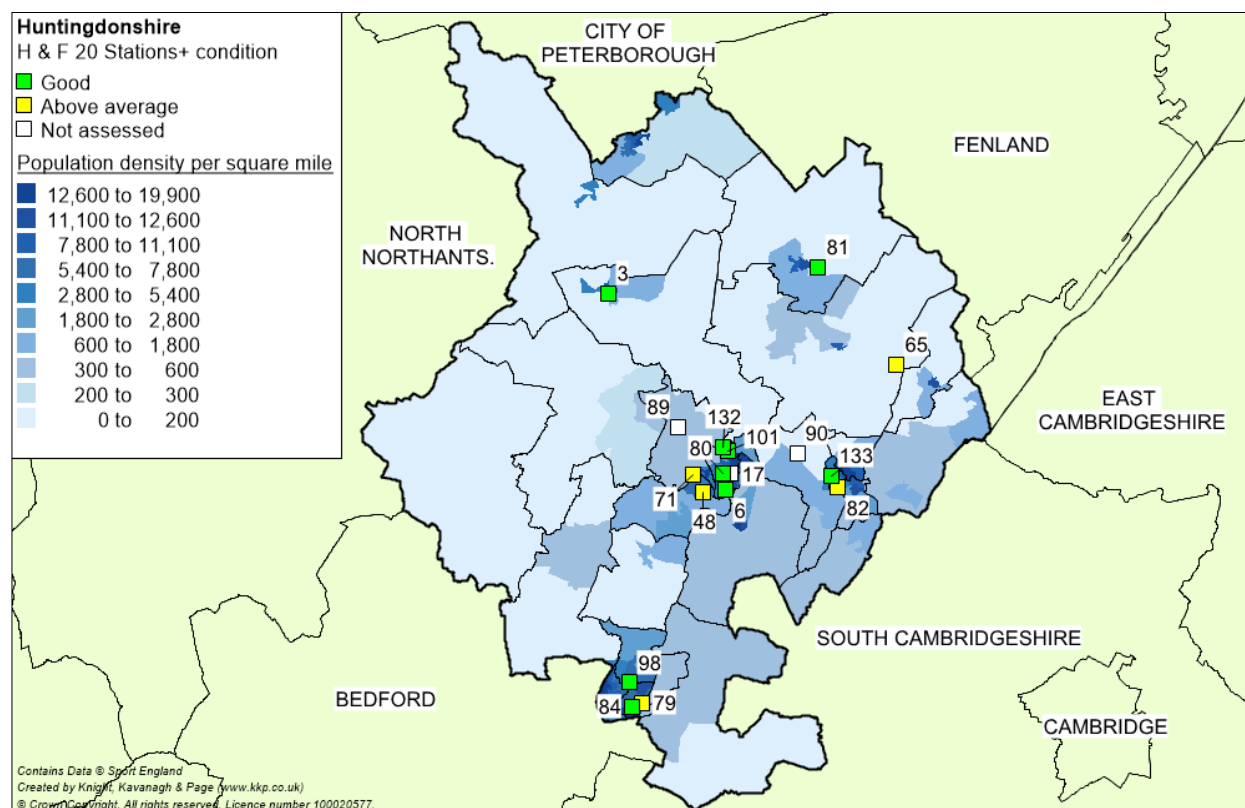 Huntingdonshire
H & F 20 Stations+ condition
Good
Above average
Not assessed
Population density per square mile
12,600 to 19,900
11,100 to 12,600
7,800 to 11,100
5,400 to 7,800
2,800 to 5,400
1,800 to 2,800
600 to 1,800
300 to 600
200 to 300
0 to 200
CITY OF
PETERBOROUGH
FENLAND
NORTH
NORTHANTS.
81
3
65
EAST
CAMBRIDGESHIRE
89
132
101
90
80
133
17
71
48
6
82
SOUTH CAMBRIDGESHIRE
98
BEDFORD
84
79
CAMBRIDGE
Contains Data © Sport England
Created by Knight, Kavanagh & Page (www.kkp.co.uk)
© Crown Copyright. All rights reserved. Licence number 100020577.